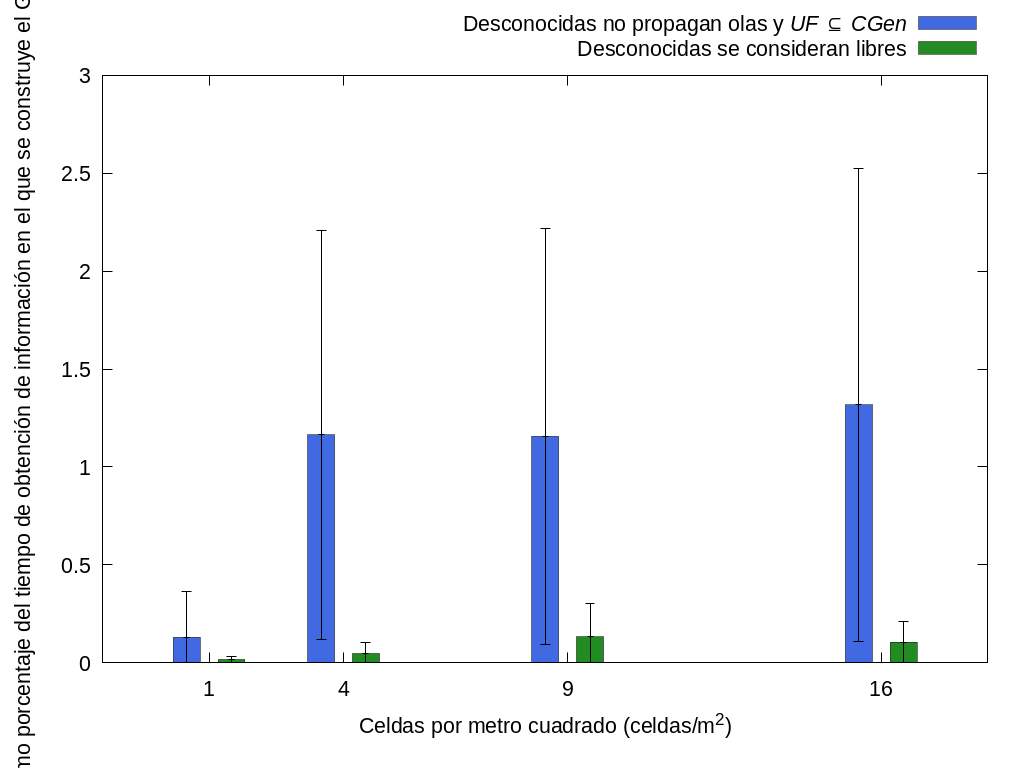 Desconocidas no propagan olas y UF ⊆ CGen
Desconocidas se consideran libres
3
2.5
2
1.5
1
0.5
0
porcentaje del tiempo de obtención de información en el que se construye el
1 4 9 16
Celdas por metro cuadrado (celdas/m²)